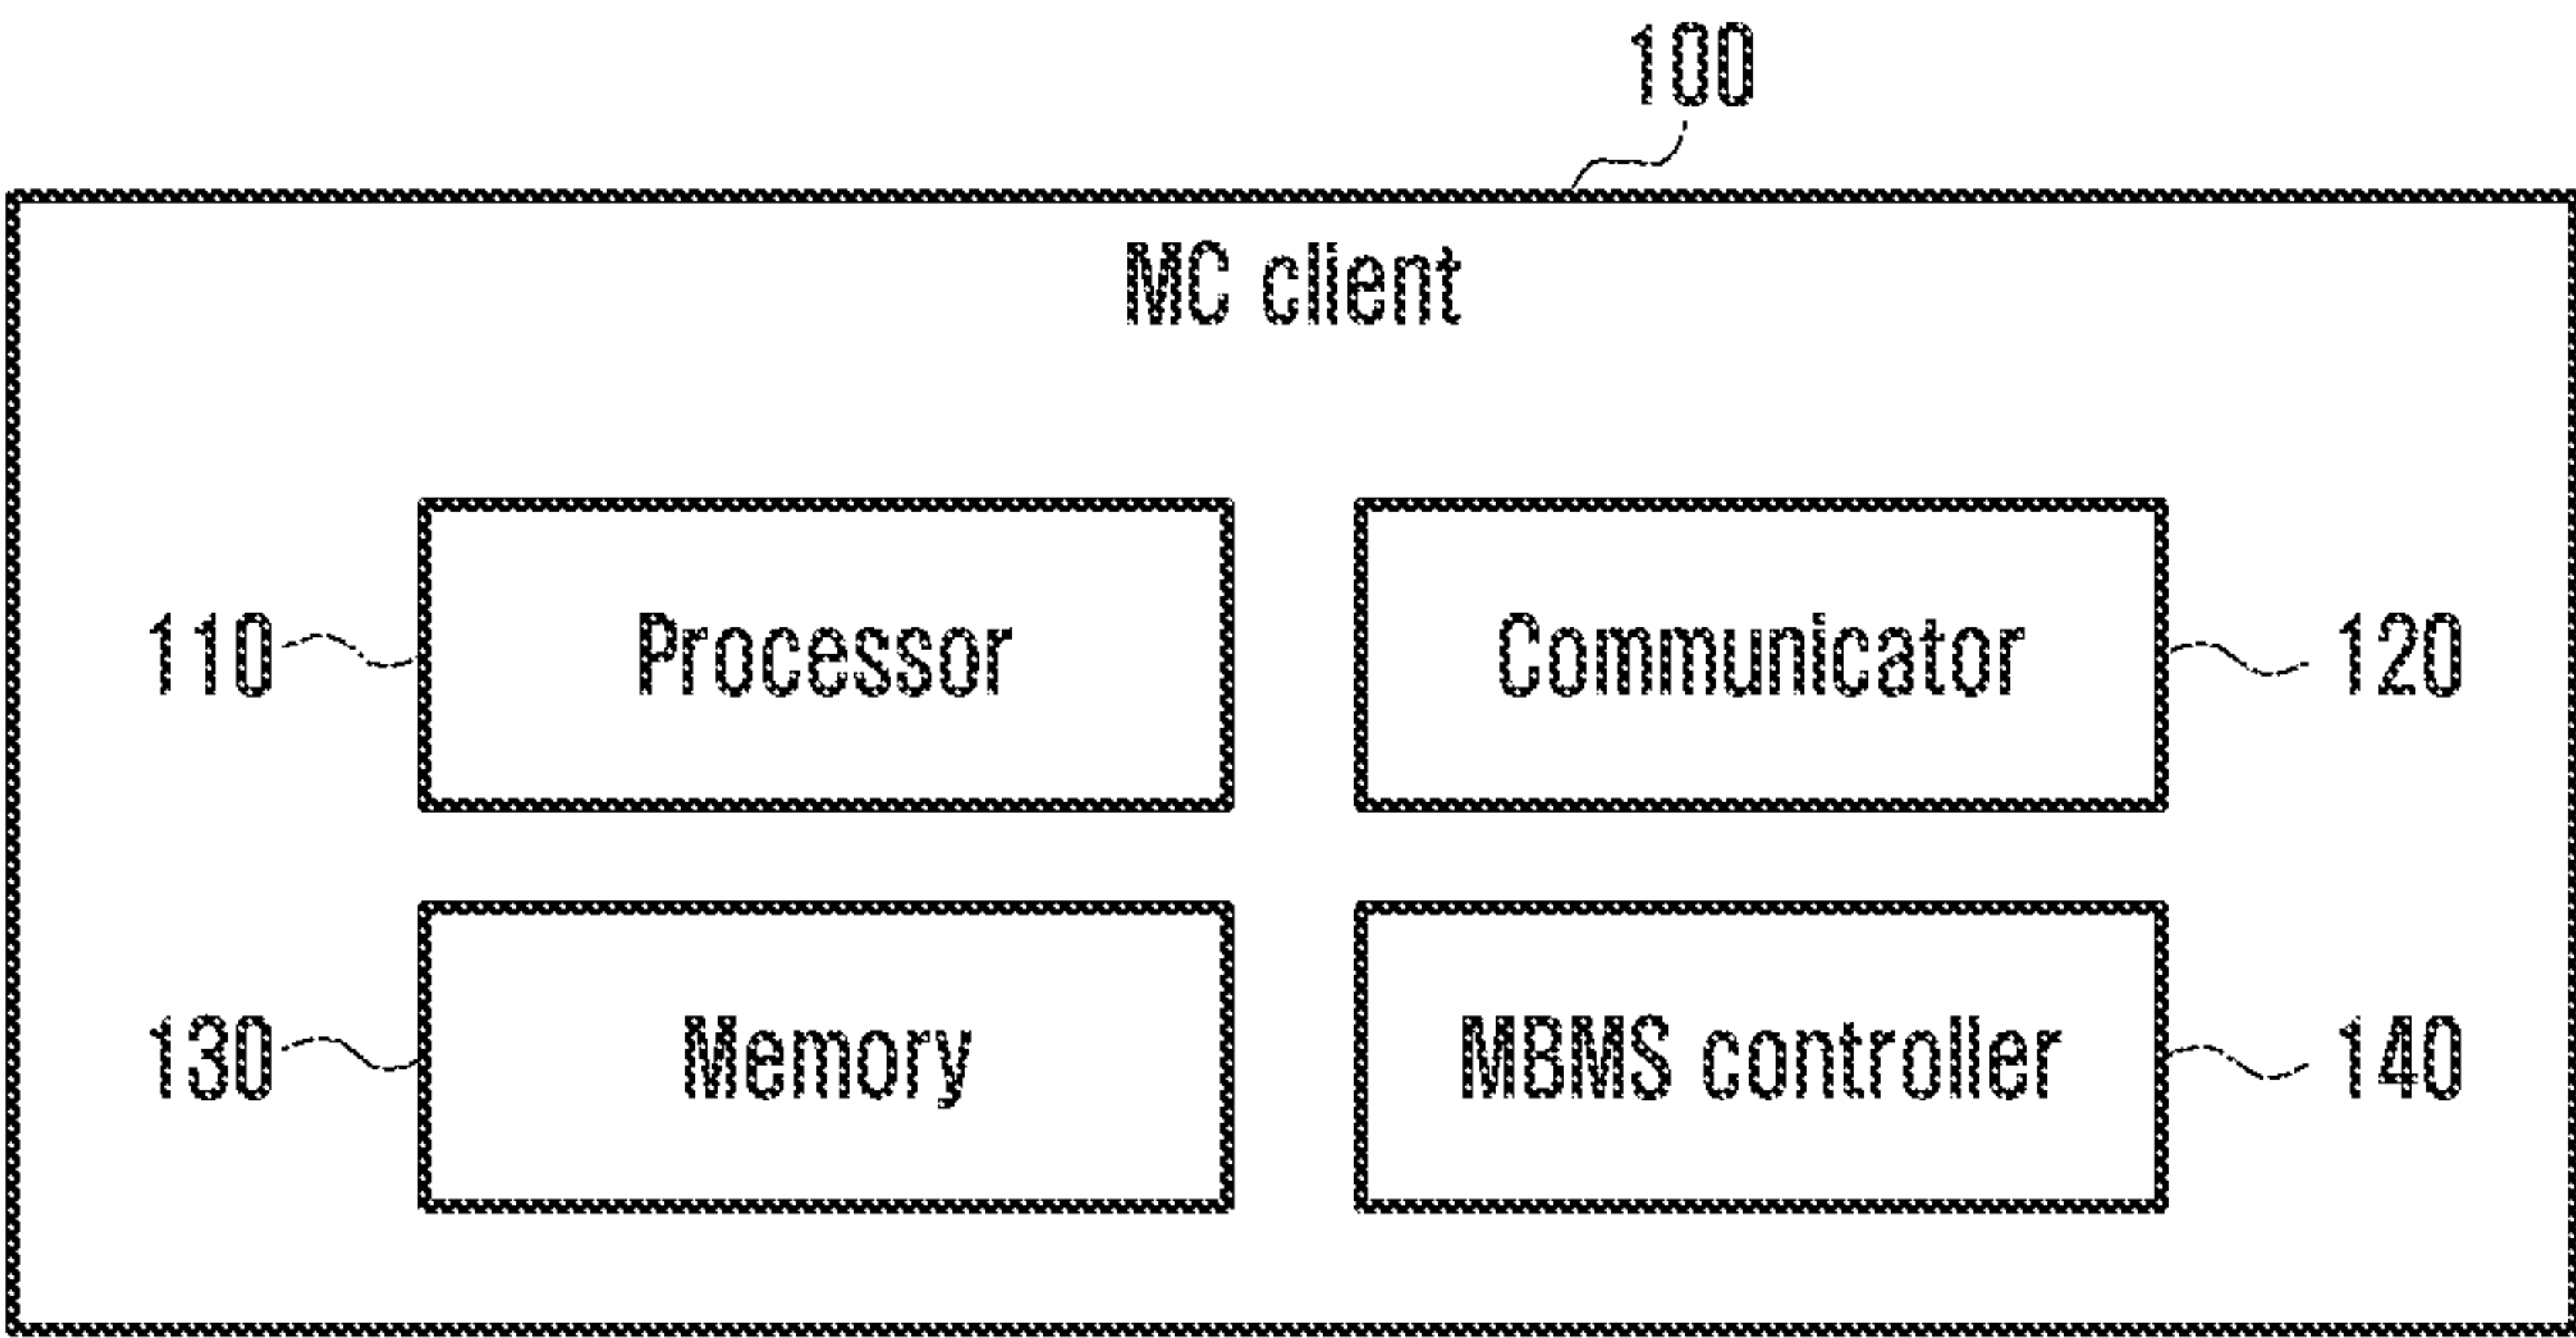 100
MC client
110 Processor Communicator 120
130 Memory MBMS controller 140